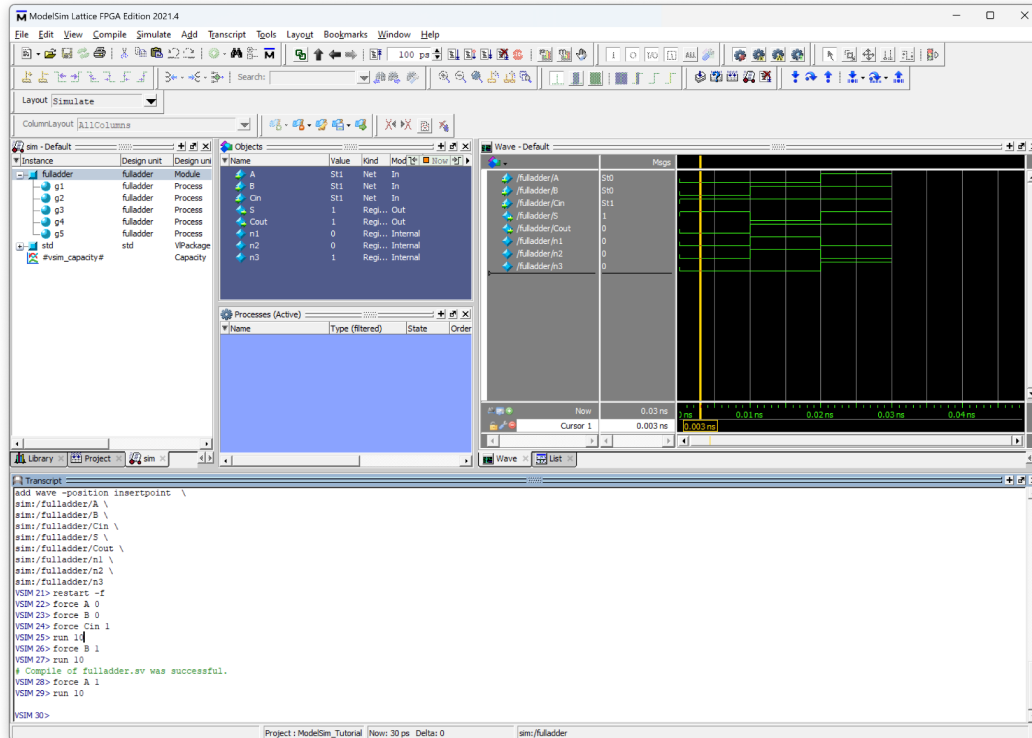 ModelSim Lattice FPGA Edition 2021.4
File Edit View Compile Simulate Add Transcript Tools Layout Bookmarks Window Help
100 ps
Search:
Layout Simulate
ColumnLayout AllColumns
sim - Default
Instance Design unit Design uni
fulladder fulladder Module
g1 fulladder Process
g2 fulladder Process
g3 fulladder Process
g4 fulladder Process
g5 fulladder Process
std std VlPackage
#vsim_capacity# Capacity
Library Project sim
Objects
Name Value Kind Mod Now
A St1 Net In
B St1 Net In
Cin St1 Net In
S 1 Regi... Out
Cout 1 Regi... Out
n1 0 Regi... Internal
n2 0 Regi... Internal
n3 1 Regi... Internal
Processes (Active)
Name Type (filtered) State Order
Wave - Default
Msgs
/fulladder/A St0
/fulladder/B St0
/fulladder/Cin St1
/fulladder/S 1
/fulladder/Cout 0
/fulladder/n1 0
/fulladder/n2 0
/fulladder/n3 0
Now 0.03 ns
ns 0.01 ns 0.02 ns 0.03 ns 0.04 ns
Cursor 1 0.003 ns
0.003 ns
Wave List
Transcript
add wave -position insertpoint \
sim:/fulladder/A \
sim:/fulladder/B \
sim:/fulladder/Cin \
sim:/fulladder/S \
sim:/fulladder/Cout \
sim:/fulladder/n1 \
sim:/fulladder/n2 \
sim:/fulladder/n3
VSIM 21> restart -f
VSIM 22> force A 0
VSIM 23> force B 0
VSIM 24> force Cin 1
VSIM 25> run 10
VSIM 26> force B 1
VSIM 27> run 10
# Compile of fulladder.sv was successful.
VSIM 28> force A 1
VSIM 29> run 10
VSIM 30>
Project : ModelSim_Tutorial Now: 30 ps Delta: 0 sim:/fulladder